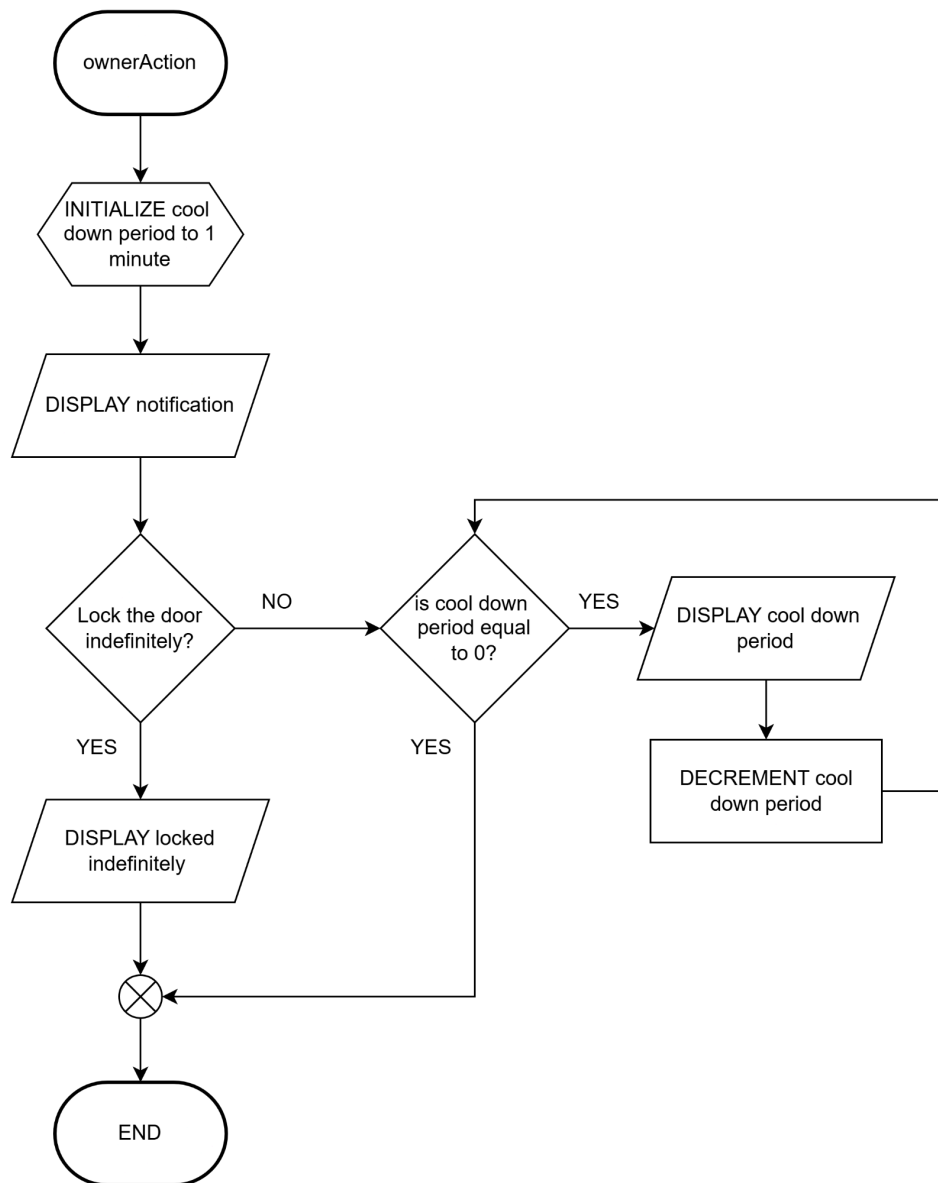 ownerAction
INITIALIZE cool
down period to 1
minute
DISPLAY notification
Lock the door
indefinitely?
NO
is cool down
period equal
to 0?
YES
DISPLAY cool down
period
YES
YES
DECREMENT cool
down period
DISPLAY locked
indefinitely
END